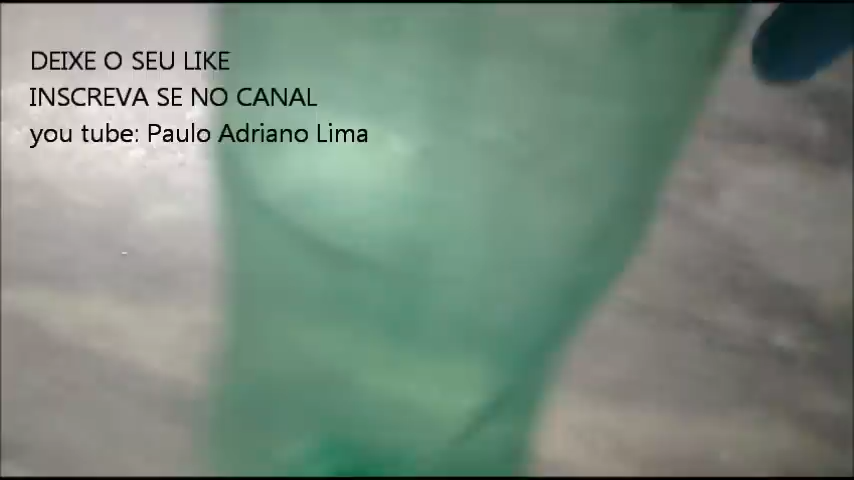 DEIXE O SEU LIKE
INSCREVA SE NO CANAL
you tube: Paulo Adriano Lima